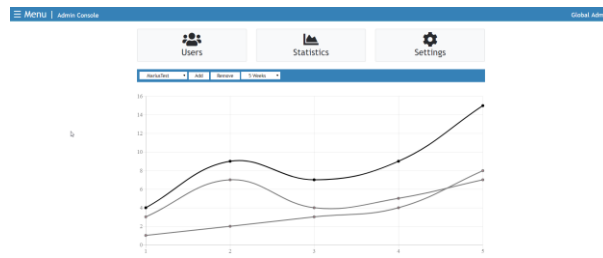 ☰ Menu | Admin Console Global Adm
Users Statistics Settings
Add Remove 5 Weeks
16
14
12
10
8
6
4
2
0
1 2 3 4 5